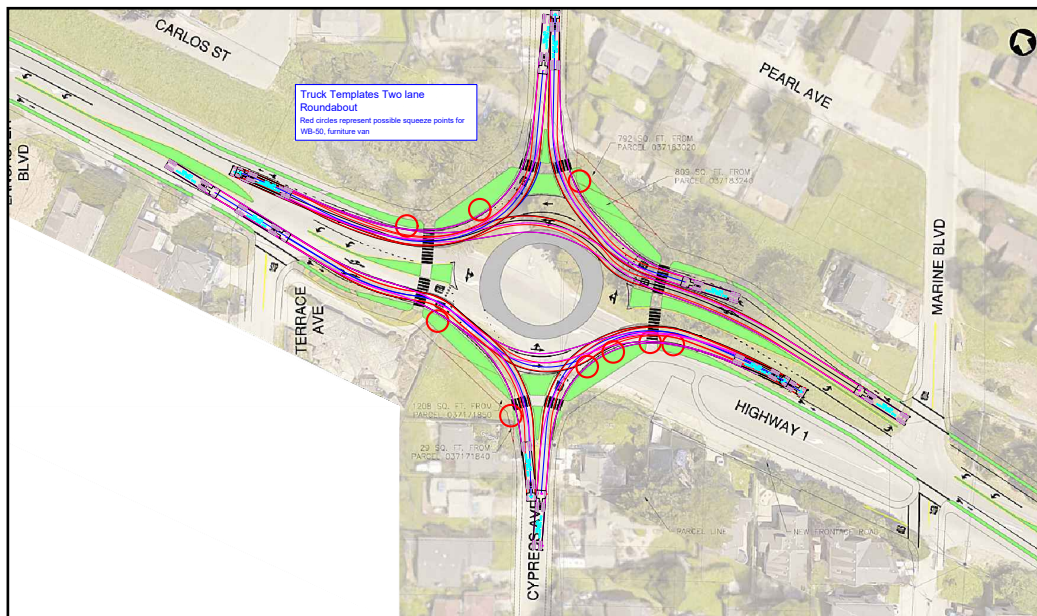 CARLOS ST
Truck Templates Two lane
Roundabout
Red circles represent possible squeeze points for
WB-50, furniture van
PEARL AVE
792 SQ. FT. FROM
PARCEL 037183020
809 SQ. FT. FROM
PARCEL 037183240
BLVD
MARINE BLVD
TERRACE
AVE
1208 SQ. FT. FROM
PARCEL 037171850
29 SQ. FT. FROM
PARCEL 037171840
HIGHWAY 1
CYPRESS AVE
PARCEL LINE
NEW FRONTAGE ROAD